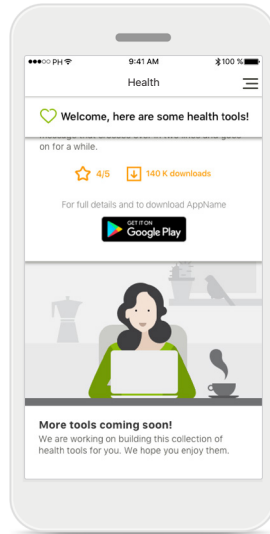 PH 9:41 AM 100 %
Health
Welcome, here are some health tools!
on for a while.
4/5 140 K downloads
For full details and to download AppName
GET IT ON
Google Play
More tools coming soon!
We are working on building this collection of
health tools for you. We hope you enjoy them.